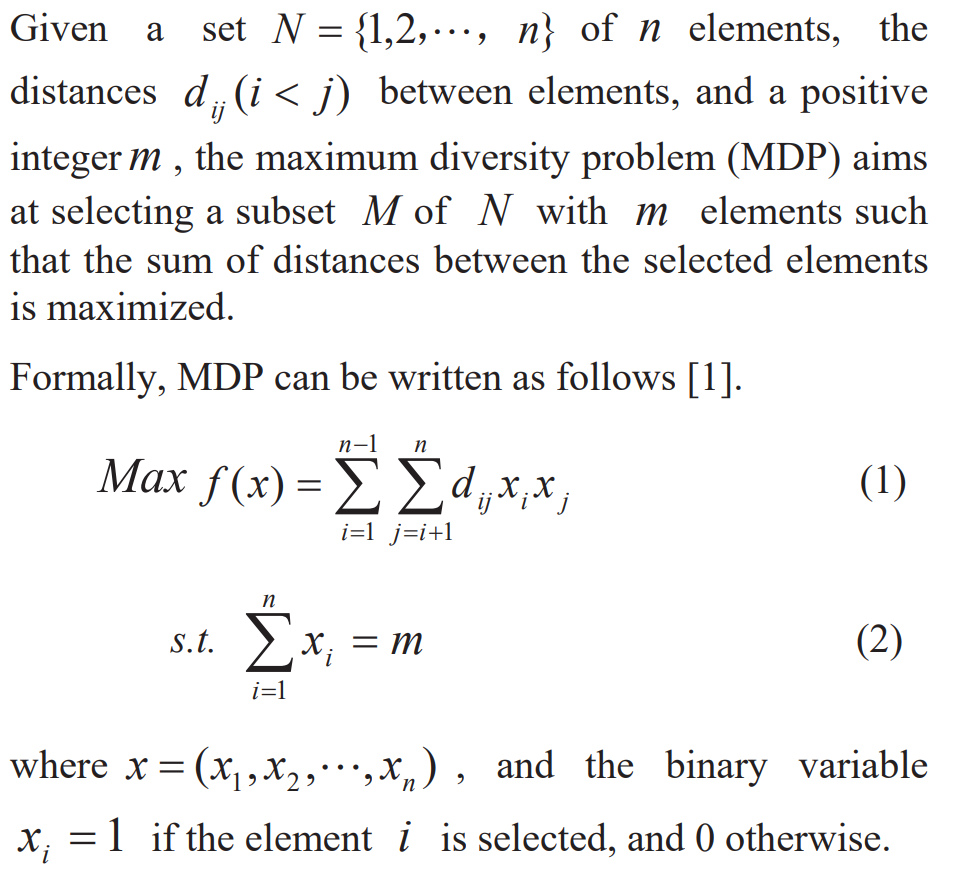 Given a set N = {1,2,⋯, n} of n elements, the
distances d_{ij} (i < j) between elements, and a positive
integer m , the maximum diversity problem (MDP) aims
at selecting a subset M of N with m elements such
that the sum of distances between the selected elements
is maximized.
Formally, MDP can be written as follows [1].
Max f(x) = \sum_{i=1}^{n-1} \sum_{j=i+1}^{n} d_{ij} x_i x_j (1)
s.t. \sum_{i=1}^{n} x_i = m (2)
where x = (x_1, x_2, ⋯, x_n) , and the binary variable
x_i = 1 if the element i is selected, and 0 otherwise.